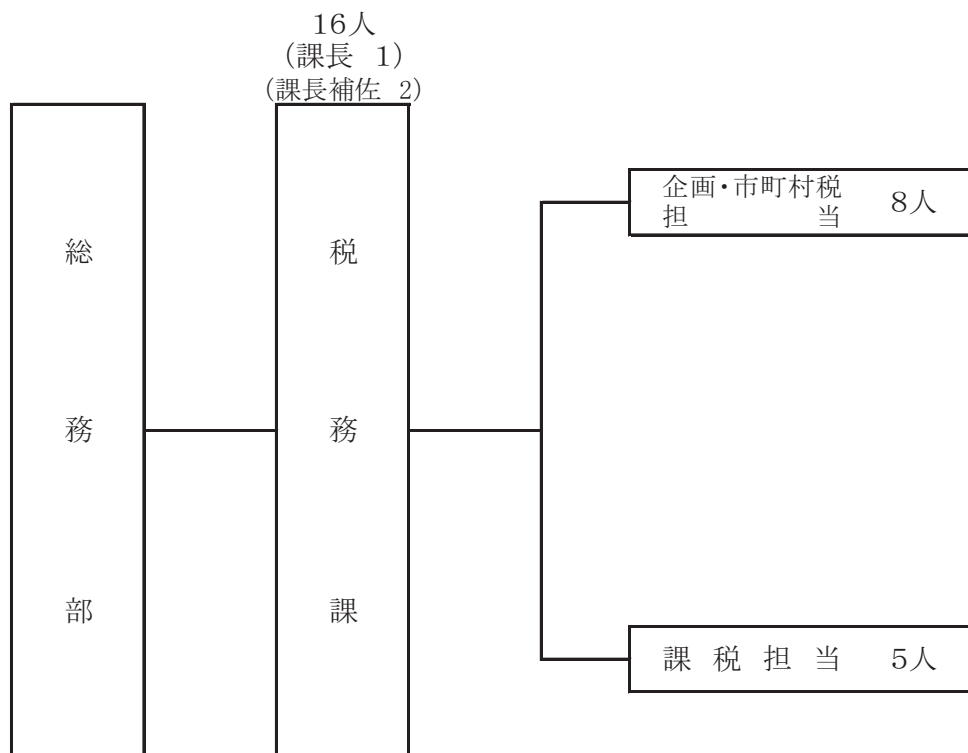 16人
(課長 1)
(課長補佐 2)
総務部
税務課
企画・市町村税
担当 8人
課税担当 5人